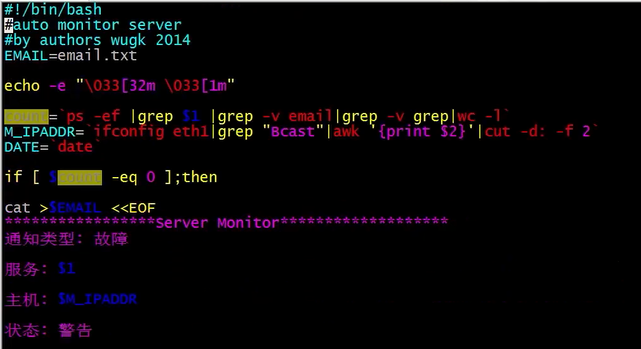 #!/bin/bash
#auto monitor server
#by authors wugk 2014
EMAIL=email.txt
echo -e "\033[32m \033[1m"
count=`ps -ef |grep $1 |grep -v email|grep -v grep|wc -l`
M_IPADDR=`ifconfig eth1|grep "Bcast"|awk '{print $2}'|cut -d: -f 2`
DATE=`date`
if [ $count -eq 0 ];then
cat >$EMAIL <<EOF
*****************Server Monitor*******************
通知类型: 故障
服务: $1
主机: $M_IPADDR
状态: 警告